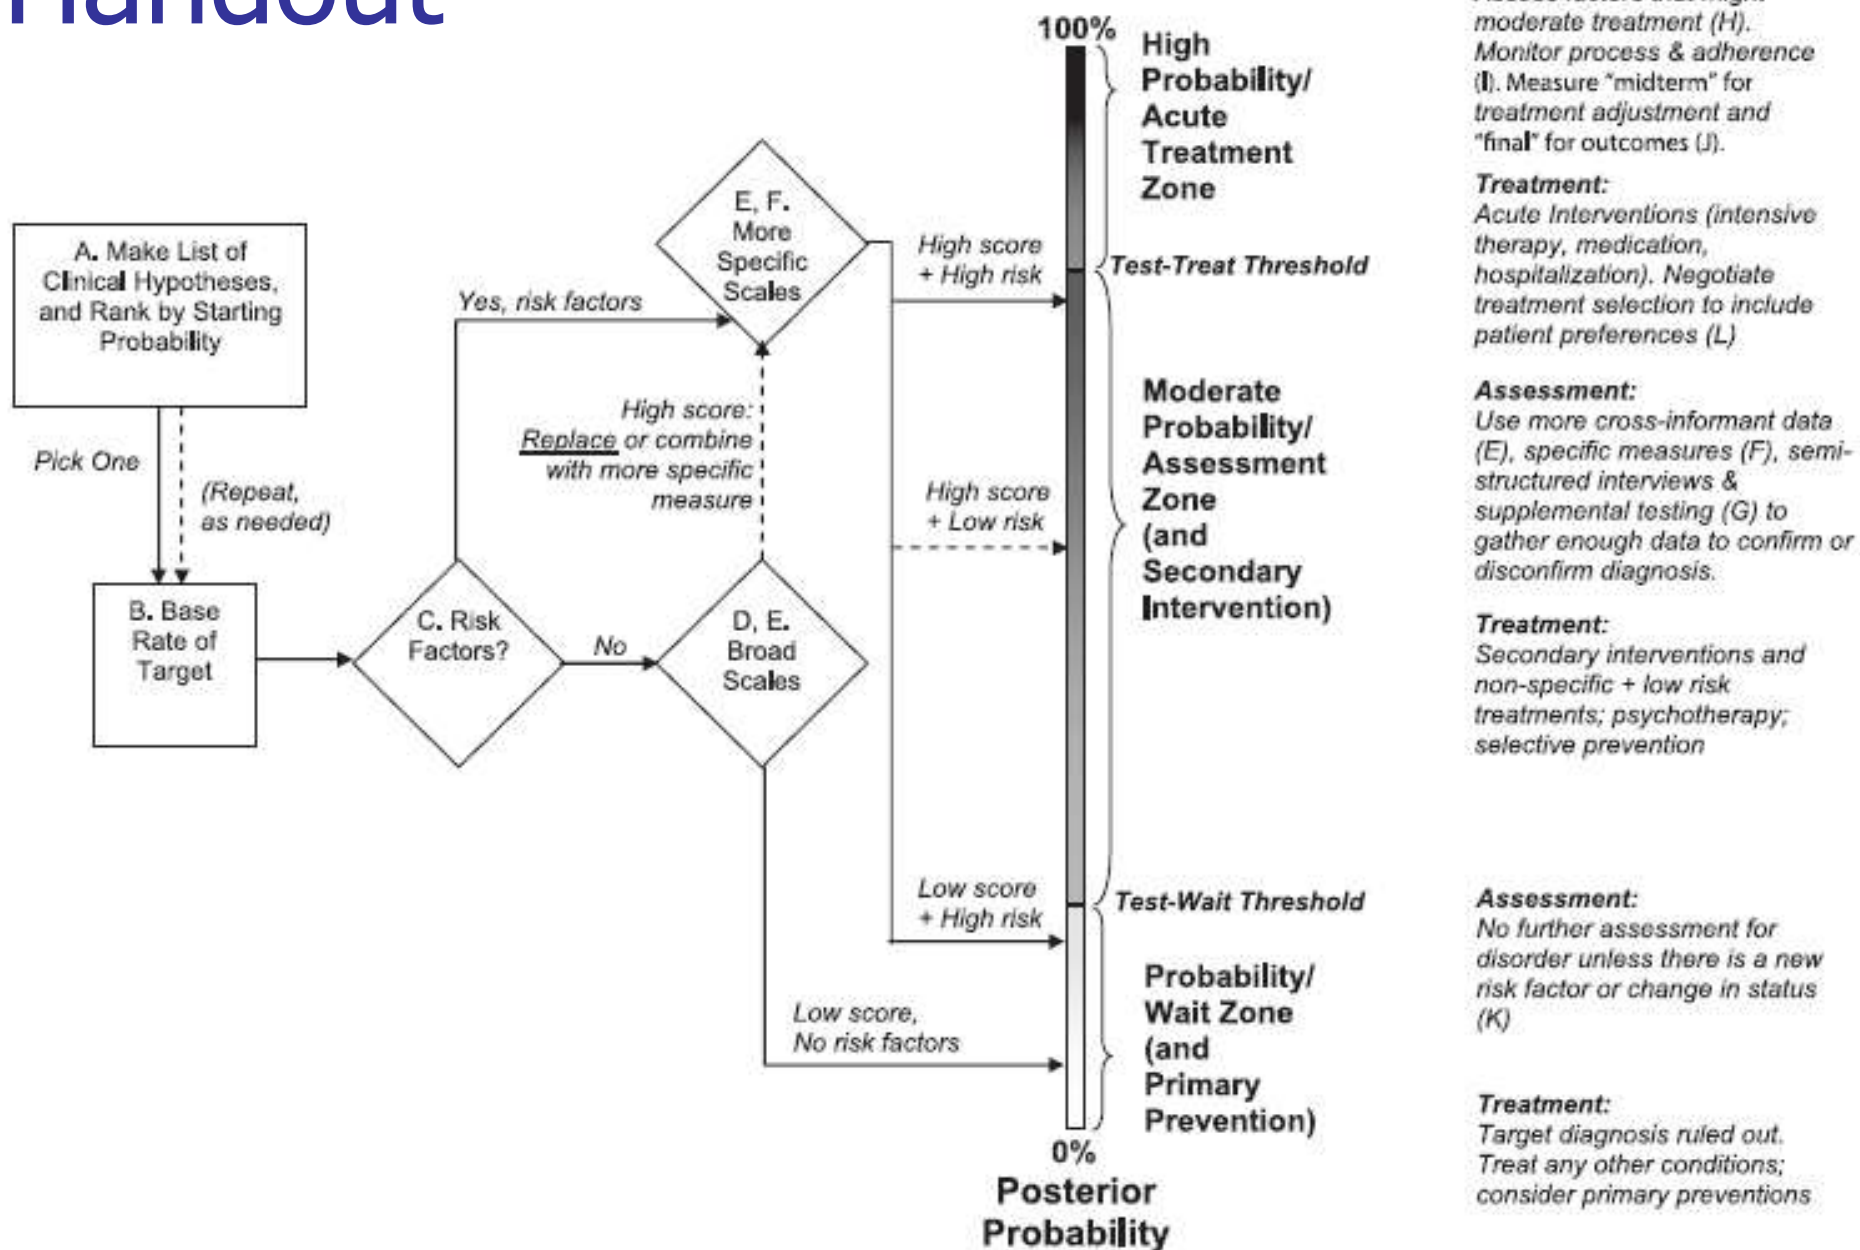 Handout
A. Make List of
Clinical Hypotheses,
and Rank by Starting
Probability
Pick One
(Repeat,
as needed)
B. Base
Rate of
Target
C. Risk
Factors?
Yes, risk factors
No
D, E.
Broad
Scales
High score:
Replace or combine
with more specific
measure
E, F.
More
Specific
Scales
High score
+ High risk
High score
+ Low risk
Low score
+ High risk
Low score,
No risk factors
100%
0%
Posterior
Probability
High
Probability/
Acute
Treatment
Zone
Test-Treat Threshold
Moderate
Probability/
Assessment
Zone
(and
Secondary
Intervention)
Test-Wait Threshold
Probability/
Wait Zone
(and
Primary
Prevention)
moderate treatment (H).
Monitor process & adherence
(I). Measure "midterm" for
treatment adjustment and
"final" for outcomes (J).
Treatment:
Acute Interventions (intensive
therapy, medication,
hospitalization). Negotiate
treatment selection to include
patient preferences (L)
Assessment:
Use more cross-informant data
(E), specific measures (F), semi-
structured interviews &
supplemental testing (G) to
gather enough data to confirm or
disconfirm diagnosis.
Treatment:
Secondary interventions and
non-specific + low risk
treatments; psychotherapy;
selective prevention
Assessment:
No further assessment for
disorder unless there is a new
risk factor or change in status
(K)
Treatment:
Target diagnosis ruled out.
Treat any other conditions;
consider primary preventions